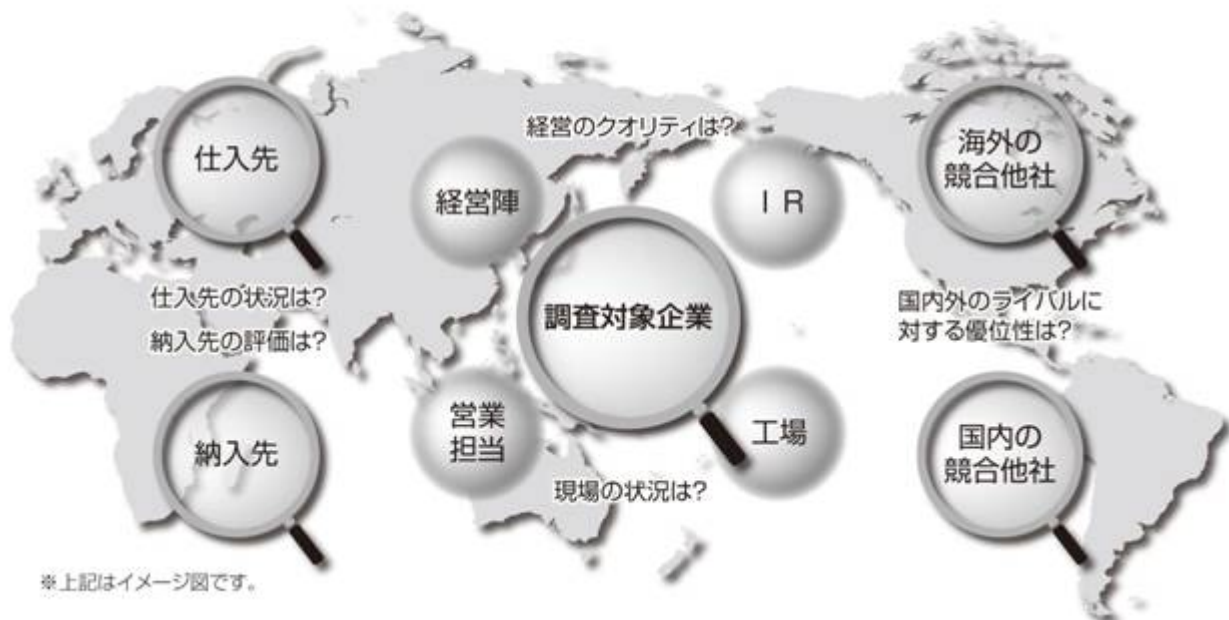 経営のクオリティは?
仕入先
経営陣
IR
海外の
競合他社
仕入先の状況は?
納入先の評価は?
調査対象企業
国内外のライバルに
対する優位性は?
納入先
営業
担当
工場
国内の
競合他社
現場の状況は?
※上記はイメージ図です。